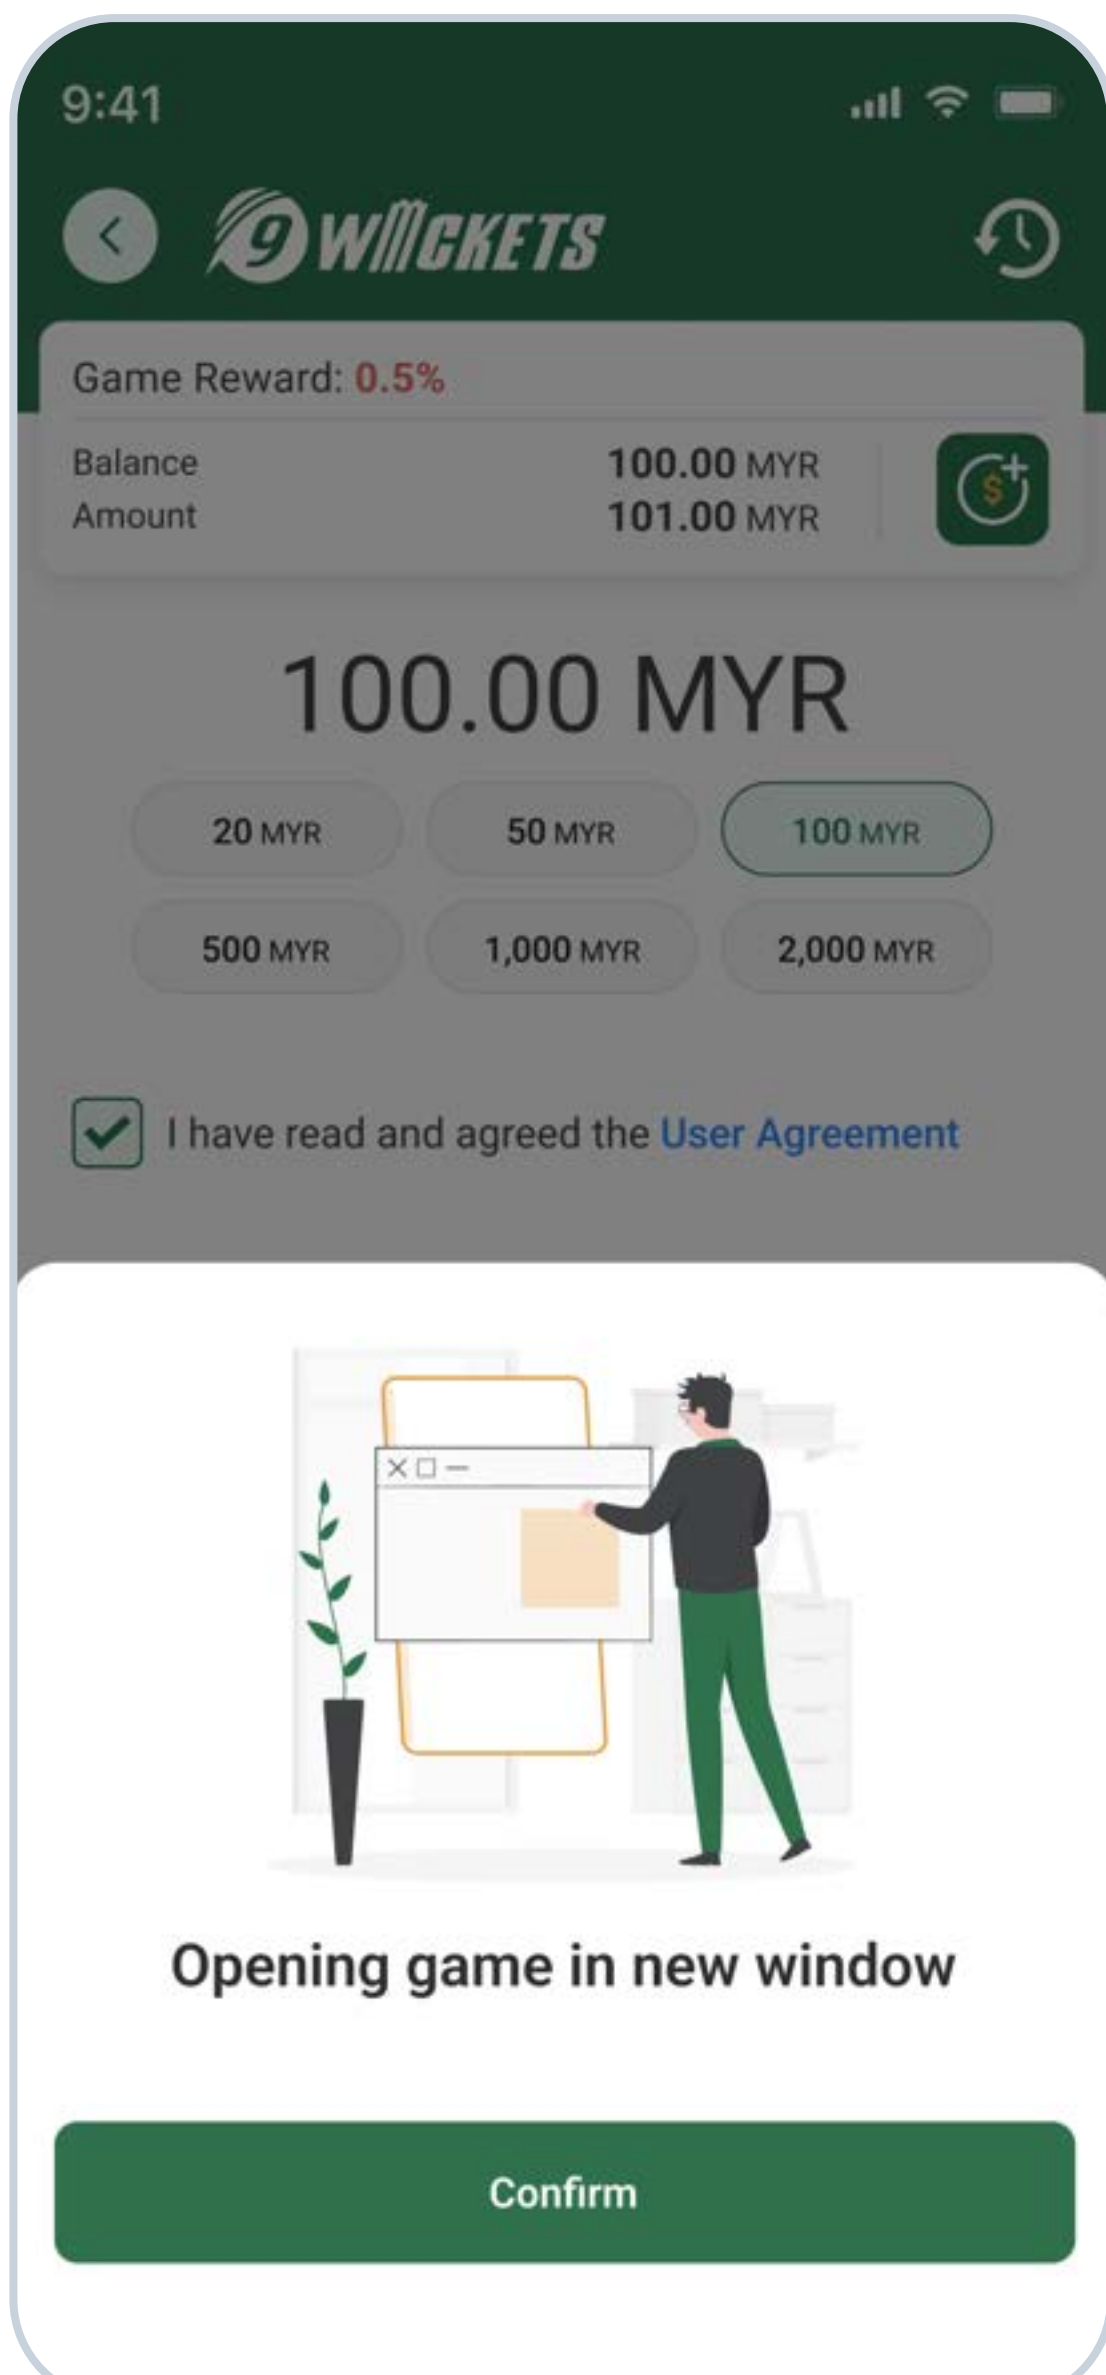 9:41
9 WICKETS
Game Reward: 0.5%
Balance 100.00 MYR
Amount 101.00 MYR
$+
100.00 MYR
20 MYR 50 MYR 100 MYR
500 MYR 1,000 MYR 2,000 MYR
I have read and agreed the User Agreement
Opening game in new window
Confirm